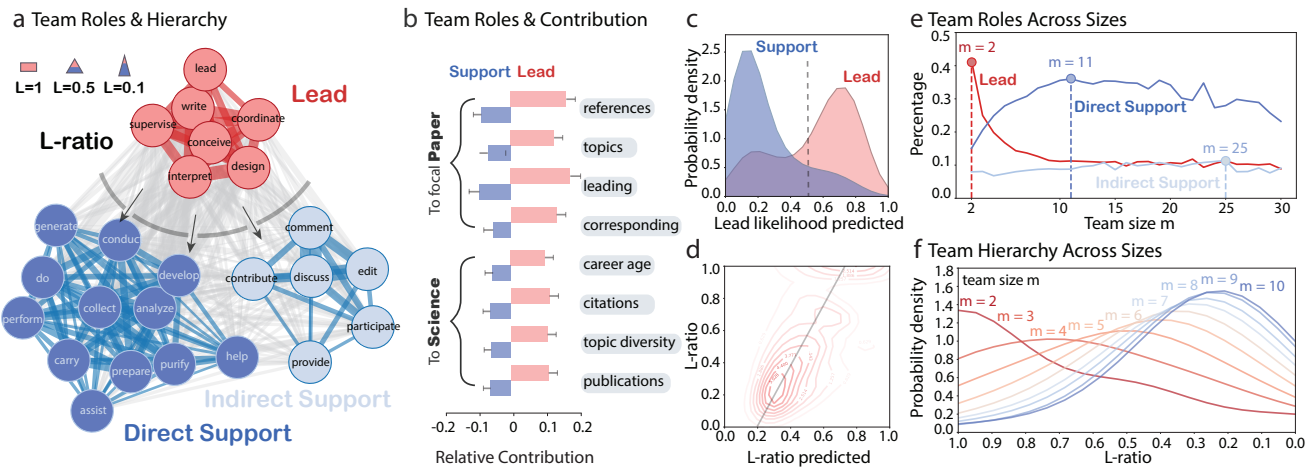 a Team Roles & Hierarchy
L=1 L=0.5 L=0.1
Lead
L-ratio
lead
write
supervise
coordinate
conceive
interpret
design
generate
conduct
do
develop
collect
analyze
perform
carry
prepare
purify
help
assist
comment
contribute
discuss
edit
participate
provide
Indirect Support
Direct Support
b Team Roles & Contribution
Support Lead
To focal Paper
references
topics
leading
corresponding
To Science
career age
citations
topic diversity
publications
-0.2 -0.1 0 0.1 0.2
Relative Contribution
c
Support
Lead
Probability density
2.5
2.0
1.5
1.0
0.5
0.0
0.0 0.2 0.4 0.6 0.8 1.0
Lead likelihood predicted
d
L-ratio
1.0
0.8
0.6
0.4
0.2
0.0
0.0 0.2 0.4 0.6 0.8 1.0
L-ratio predicted
e Team Roles Across Sizes
Percentage
0.4
0.3
0.2
0.1
0.0
m = 2
Lead
m = 11
Direct Support
m = 25
Indirect Support
2 10 15 20 25 30
Team size m
f Team Hierarchy Across Sizes
Probability density
1.8
1.6
1.4
1.2
1.0
0.8
0.6
0.4
0.2
0.0
team size m
m = 2
m = 3
m = 4
m = 5
m = 6
m = 7
m = 8
m = 9
m = 10
1.0 0.9 0.8 0.7 0.6 0.5 0.4 0.3 0.2 0.1 0.0
L-ratio